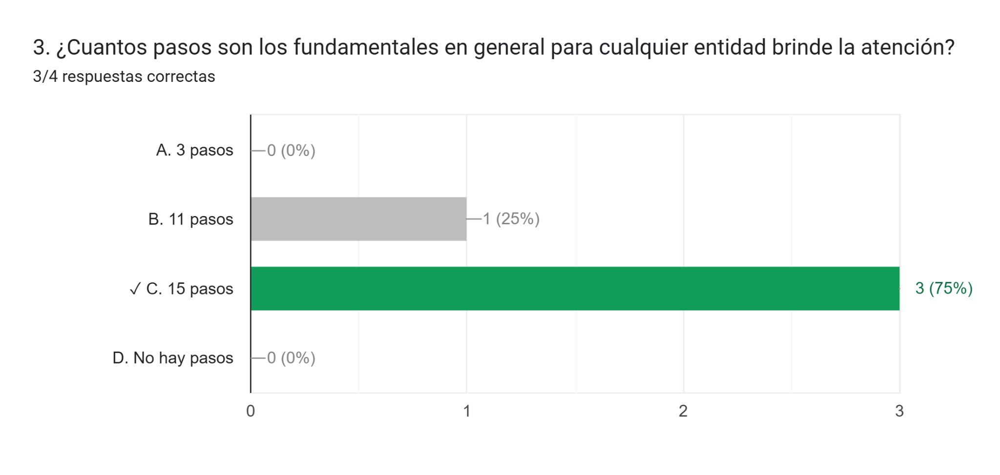 3. ¿Cuantos pasos son los fundamentales en general para cualquier entidad brinde la atención?
3/4 respuestas correctas
A. 3 pasos
0 (0%)
B. 11 pasos
1 (25%)
✓ C. 15 pasos
3 (75%)
D. No hay pasos
0 (0%)
0 1 2 3